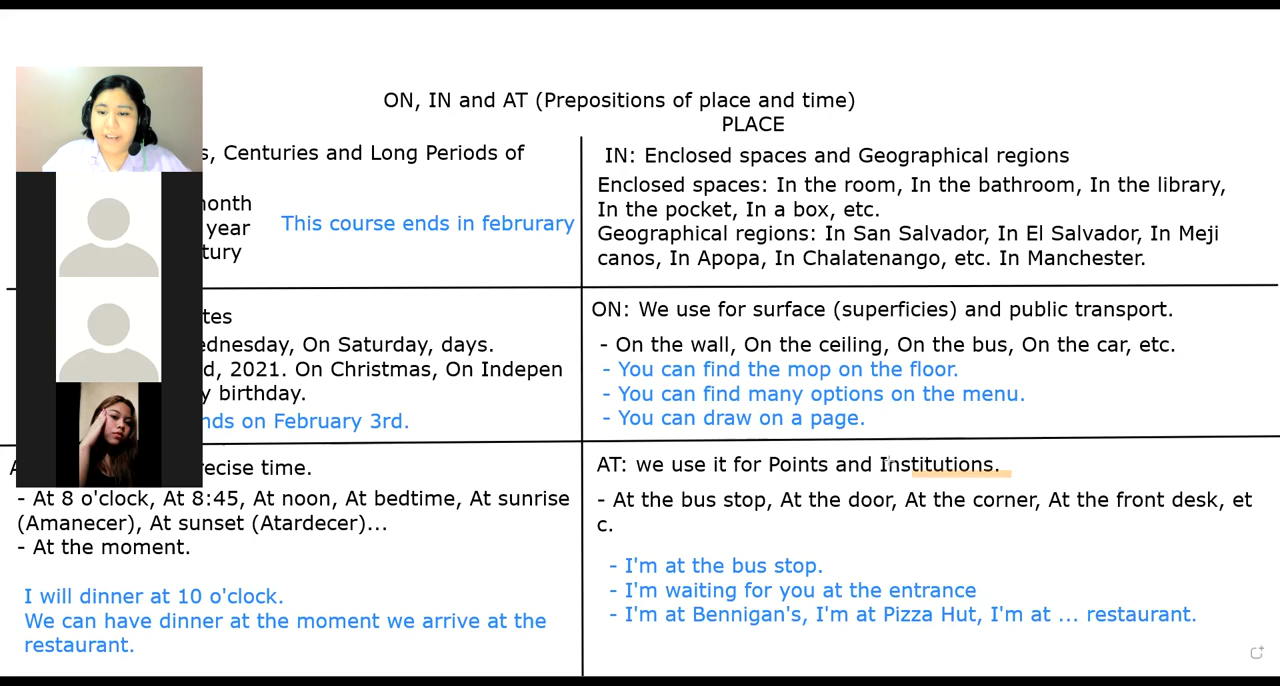 ON, IN and AT (Prepositions of place and time)
PLACE
Centuries and Long Periods of
month
year
This course ends in februrary
IN: Enclosed spaces and Geographical regions
Enclosed spaces: In the room, In the bathroom, In the library,
In the pocket, In a box, etc.
Geographical regions: In San Salvador, In El Salvador, In Meji
canos, In Apopa, In Chalatenango, etc. In Manchester.
On Saturday, days.
2021. On Christmas, On Indepen
birthday.
on February 3rd.
ON: We use for surface (superficies) and public transport.
- On the wall, On the ceiling, On the bus, On the car, etc.
- You can find the mop on the floor.
- You can find many options on the menu.
- You can draw on a page.
time.
- At 8 o'clock, At 8:45, At noon, At bedtime, At sunrise
(Amanecer), At sunset (Atardecer)...
- At the moment.
I will dinner at 10 o'clock.
We can have dinner at the moment we arrive at the
restaurant.
AT: we use it for Points and Institutions.
- At the bus stop, At the door, At the corner, At the front desk, et
c.
- I'm at the bus stop.
- I'm waiting for you at the entrance
- I'm at Bennigan's, I'm at Pizza Hut, I'm at ... restaurant.